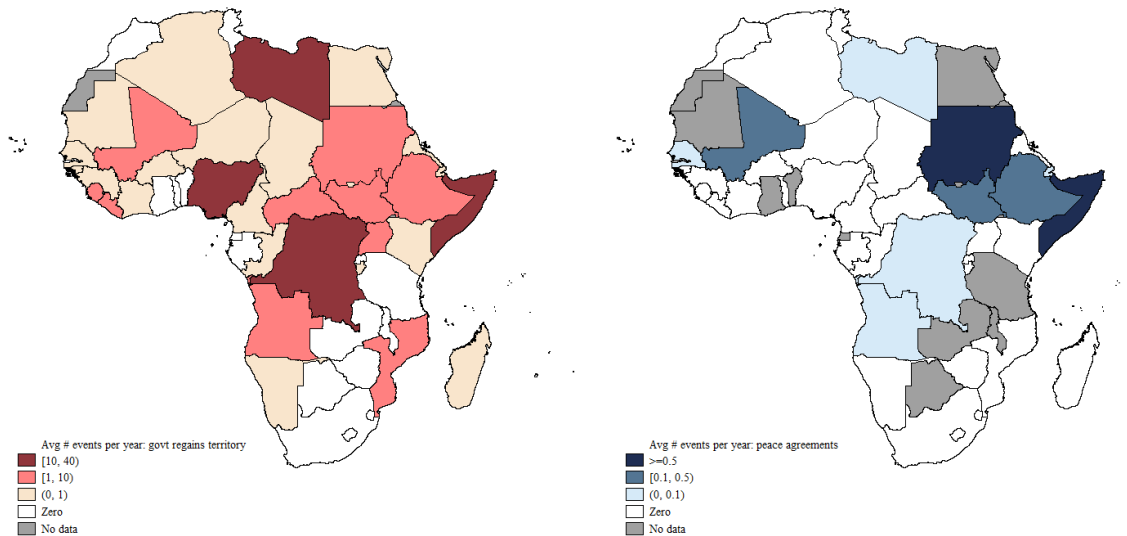 Avg # events per year: govt regains territory
[10, 40)
[1, 10)
(0, 1)
Zero
No data
Avg # events per year: peace agreements
>=0.5
[0.1, 0.5)
(0, 0.1)
Zero
No data